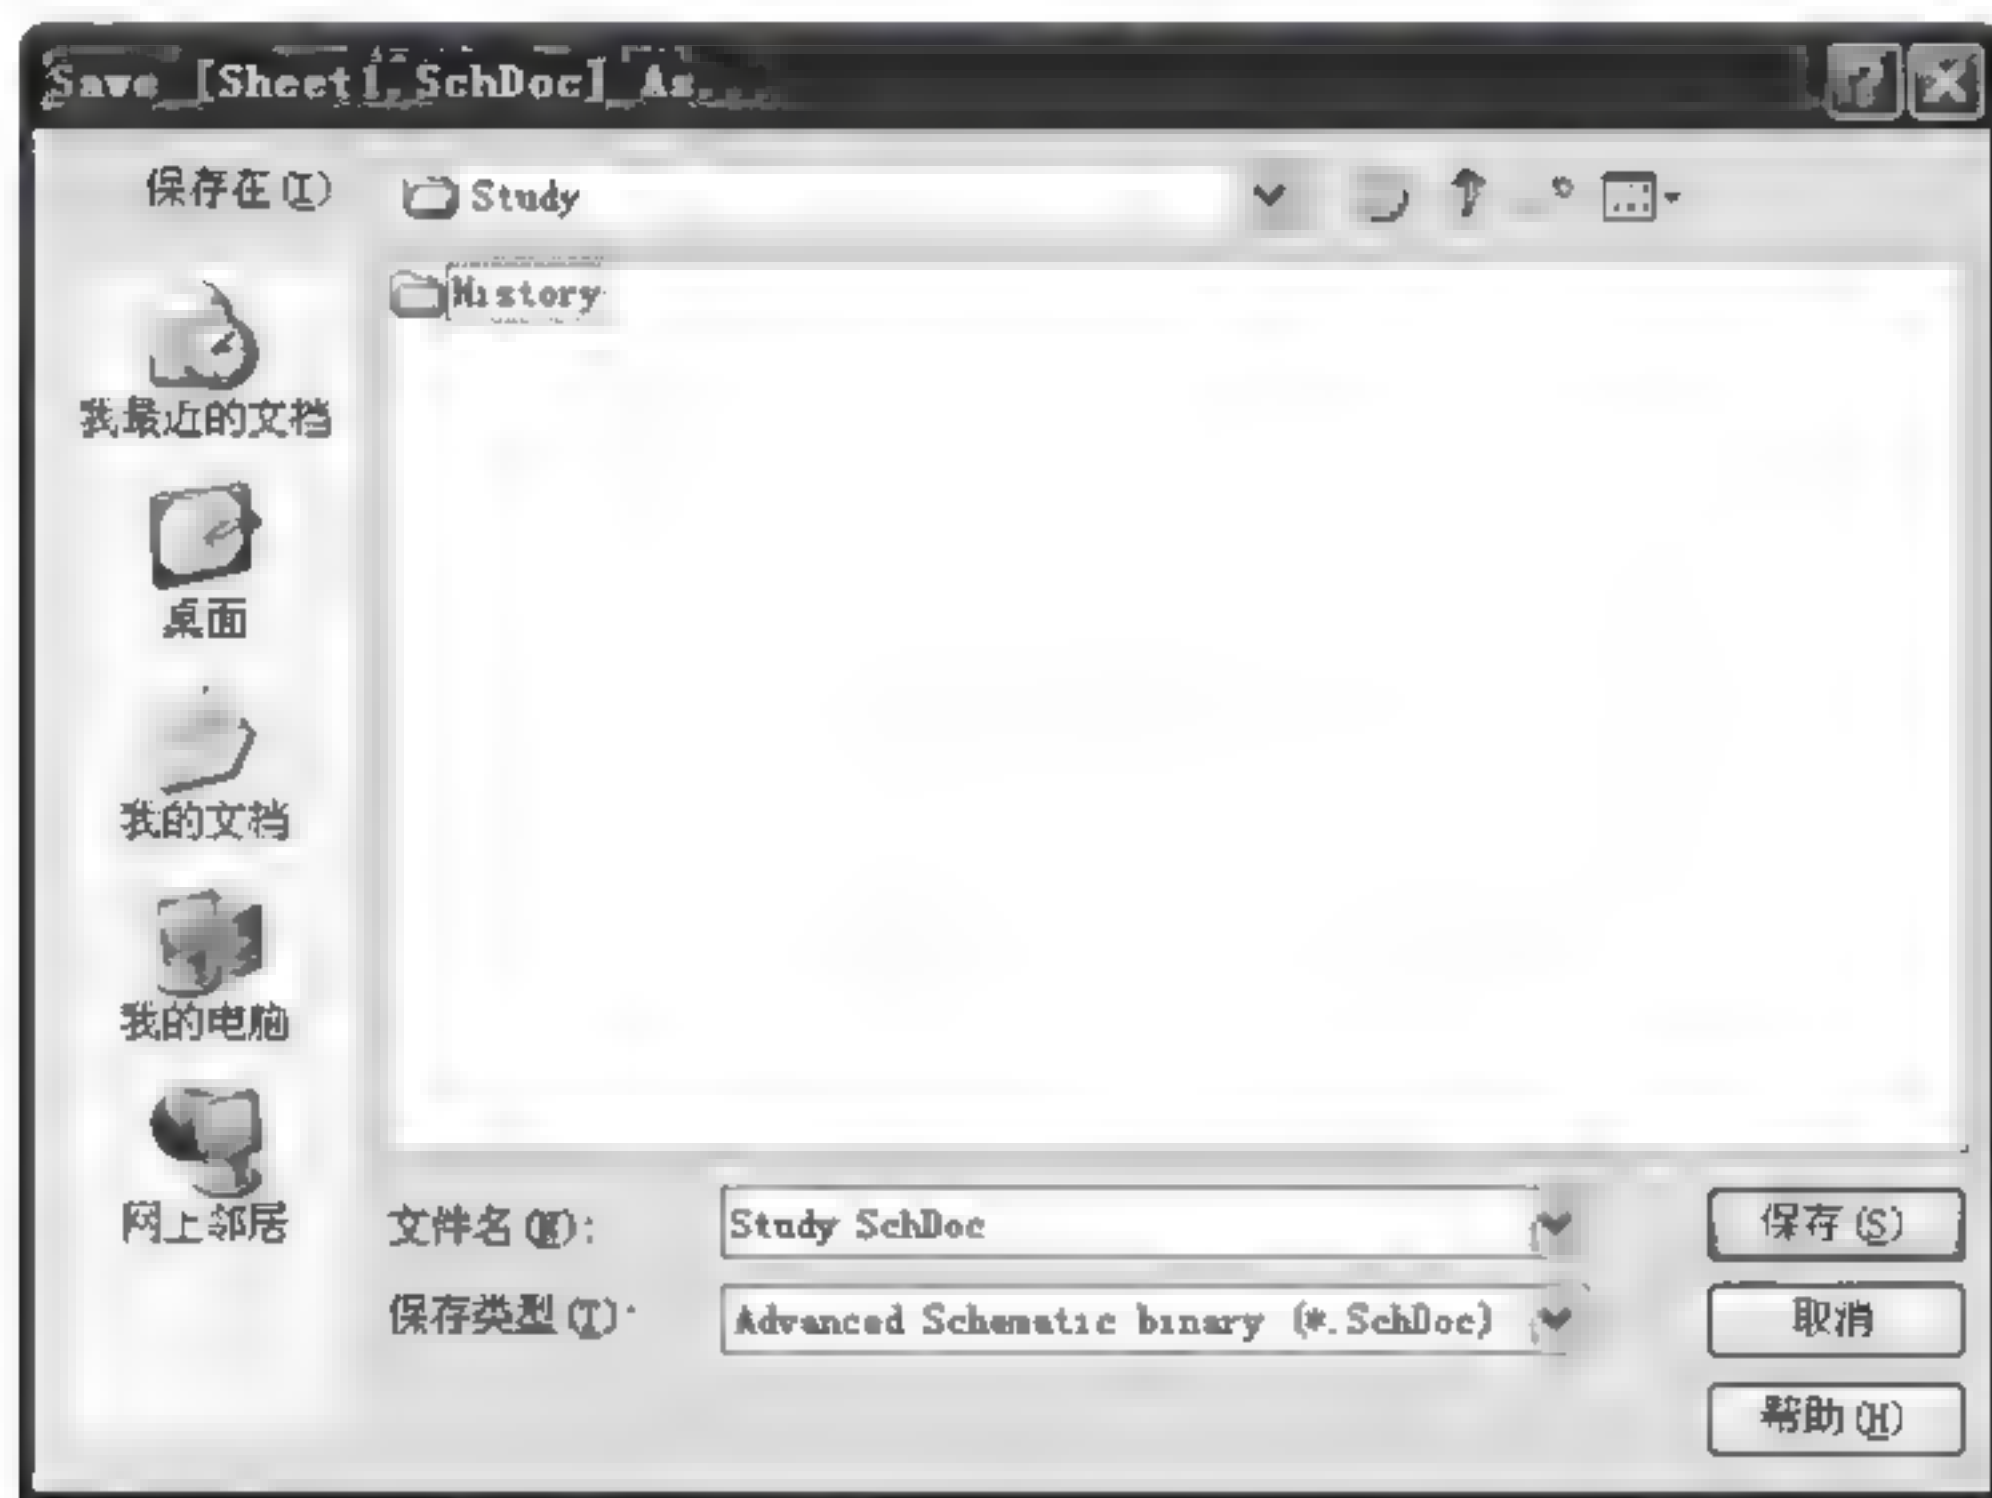 Save [Sheet1.SchDoc] As...
保存在(I)
Study
History
我最近的文档
桌面
我的文档
我的电脑
网上邻居
文件名(N):
Study SchDoc
保存(S)
保存类型(T):
Advanced Schematic binary (*.SchDoc)
取消
帮助(H)